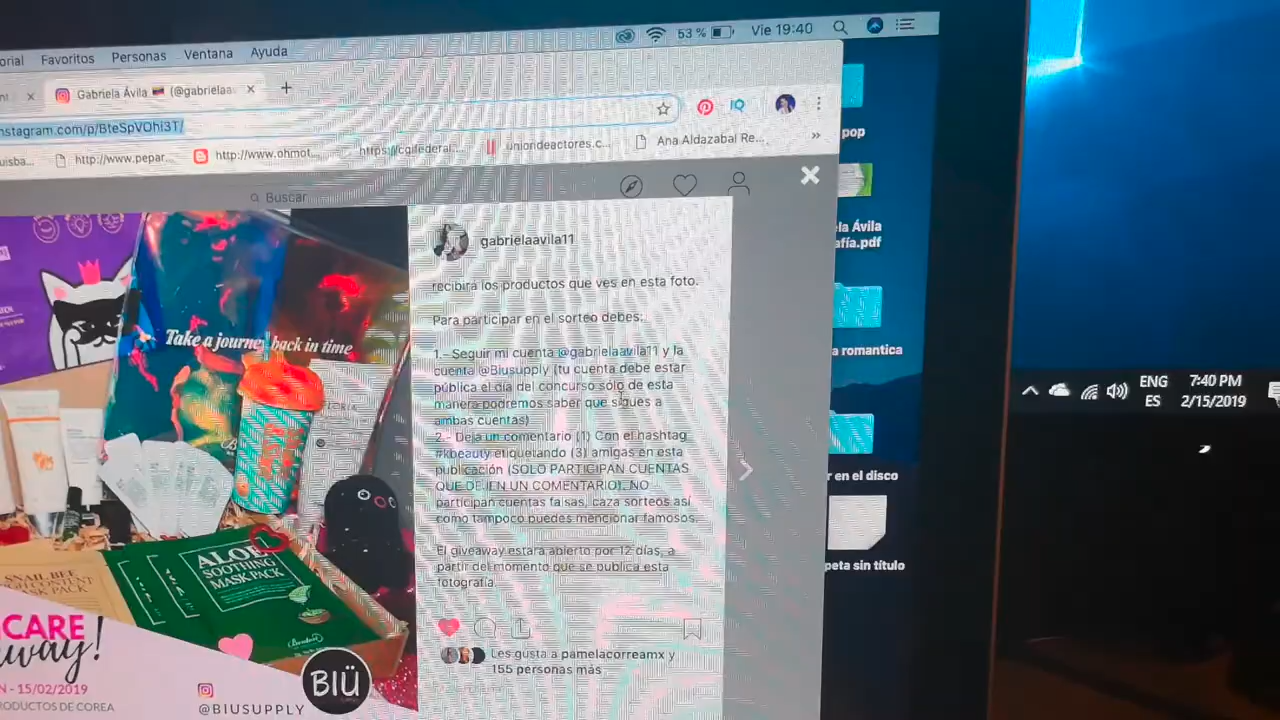 orial Favoritos Personas Ventana Ayuda
53 % Vie 19:40
Gabriela Ávila (@gabrielaa
nstagram.com/p/BteSpVOhi3T/
uisba... http://www.pepar... http://www.ohmot... https://cgifederal.... uniondeactores.c... Ana Aldazabal Re... »
Buscar
gabrielaavila11
recibirá los productos que ves en esta foto.
Para participar en el sorteo debes:
1.- Seguir mi cuenta @gabrielaavila11 y la
cuenta @Biusupply (tu cuenta debe estar
pública el día del concurso solo de esta
manera podremos saber que sigues a
ambas cuentas)
2.- Deja un comentario (1) Con el hashtag
#kbeauty etiquetando (3) amigas en esta
publicación (SOLO PARTICIPAN CUENTAS
QUE DEJEN UN COMENTARIO). NO
participan cuentas falsas, caza sorteos así
como tampoco puedes mencionar famosos.
El giveaway estará abierto por 12 días, a
partir del momento que se publica esta
fotografía
Les gusta a pamelacorreamx y
155 personas más
Take a journey back in time
ALOE
SOOTHING
MASK PACK
SNAIL BEE
MASK PACK
CARE
way!
N - 15/02/2019
RODUCTOS DE COREA
@BIUSUPPLY
BIÜ
pop
la Ávila
afía.pdf
a romantica
r en el disco
peta sin título
ENG
ES
7:40 PM
2/15/2019